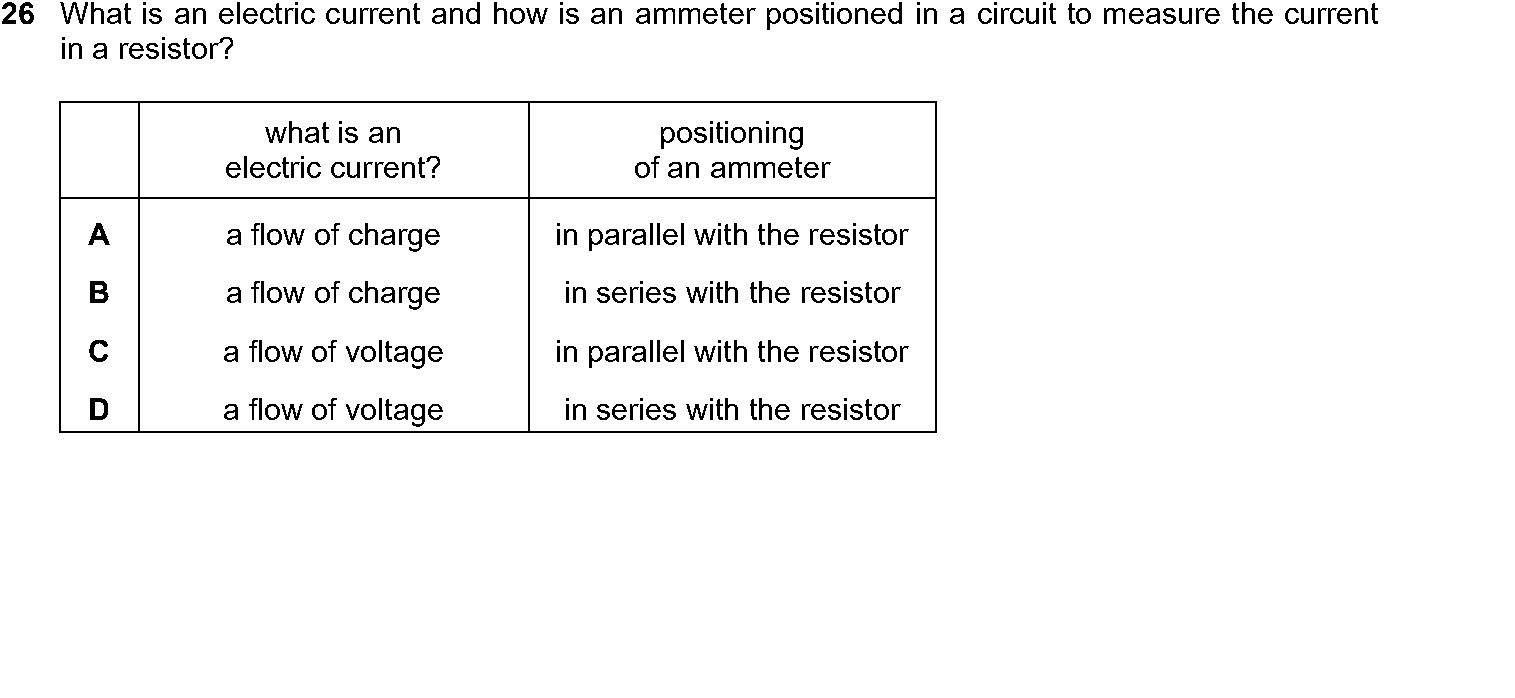 26 What is an electric current and how is an ammeter positioned in a circuit to measure the current
in a resistor?
what is an
electric current?
positioning
of an ammeter
A a flow of charge in parallel with the resistor
B a flow of charge in series with the resistor
C a flow of voltage in parallel with the resistor
D a flow of voltage in series with the resistor